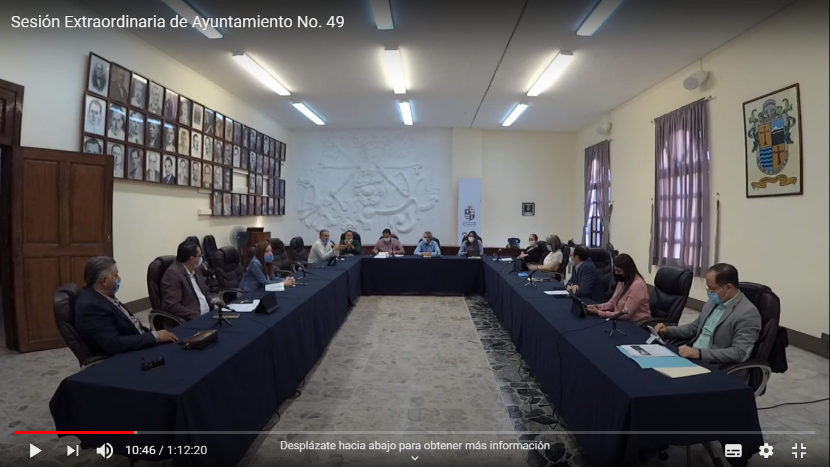 Sesión Extraordinaria de Ayuntamiento No. 49
10:46 / 1:12:20
Desplázate hacia abajo para obtener más información